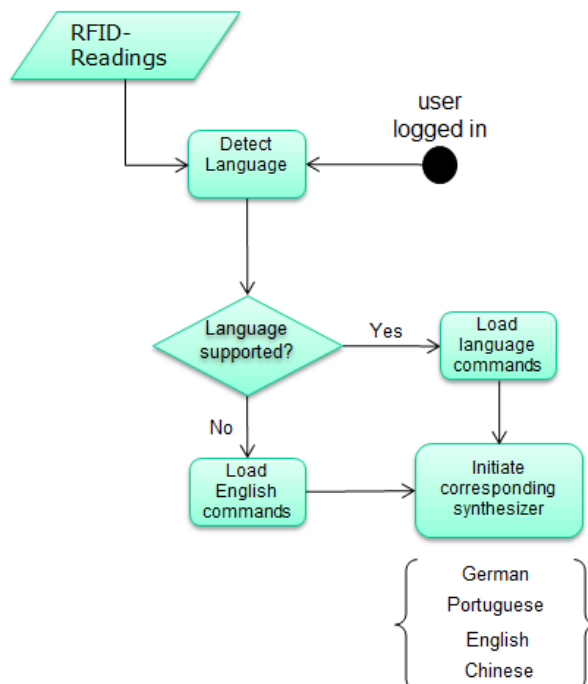 RFID-
Readings
user
logged in
Detect
Language
Language
supported?
Yes
Load
language
commands
No
Load
English
commands
Initiate
corresponding
synthesizer
German
Portuguese
English
Chinese